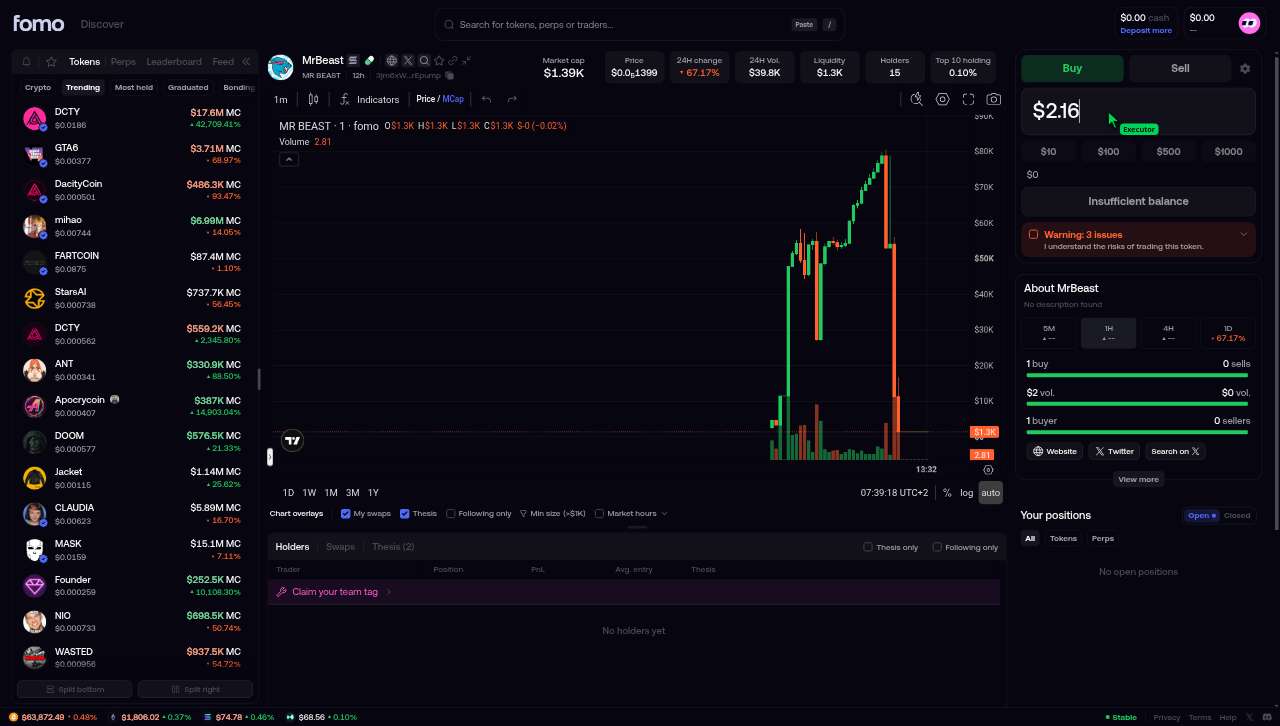 fomo Discover
Search for tokens, perps or traders...
Paste /
$0.00 cash
Deposit more
$0.00
Tokens Perps Leaderboard Feed
Crypto Trending Most held Graduated Bonding
DCTY $17.6M MC
$0.0186 42,709.41%
GTA6 $3.71M MC
$0.00377 68.97%
DacityCoin $486.3K MC
$0.000501 93.47%
mihao $6.99M MC
$0.00744 14.05%
FARTCOIN $87.4M MC
$0.0875 1.10%
StarsAI $737.7K MC
$0.000738 56.45%
DCTY $559.2K MC
$0.000562 2,345.80%
ANT $330.9K MC
$0.000341 88.50%
Apocrycoin $387K MC
$0.000407 14,903.04%
DOOM $576.5K MC
$0.000577 21.33%
Jacket $1.14M MC
$0.00115 25.62%
CLAUDIA $5.89M MC
$0.00623 16.70%
MASK $15.1M MC
$0.0159 7.11%
Founder $252.5K MC
$0.000259 10,108.30%
NIO $698.5K MC
$0.000733 50.74%
WASTED $937.5K MC
$0.000956 54.72%
Split bottom Split right
MrBeast
MR BEAST 12h 3jm6xW...rEpump
Market cap
$1.39K
Price
$0.0₅1399
24H change
67.17%
24H Vol.
$39.8K
Liquidity
$1.3K
Holders
15
Top 10 holding
0.10%
1m Indicators Price / MCap
MR BEAST · 1 · fomo O$1.3K H$1.3K L$1.3K C$1.3K $-0 (−0.02%)
Volume 2.81
$90K
$80K
$70K
$60K
$50K
$40K
$30K
$20K
$10K
$1.3K
2.81
13:32
1D 1W 1M 3M 1Y
07:39:18 UTC+2 % log auto
Chart overlays My swaps Thesis Following only Min size (>$1K) Market hours
Holders Swaps Thesis (2)
Thesis only Following only
Trader Position PnL Avg. entry Thesis
Claim your team tag
No holders yet
Buy Sell
$2.16
Executor
$10 $100 $500 $1000
$0
Insufficient balance
Warning: 3 issues
I understand the risks of trading this token.
About MrBeast
No description found
5M 1H 4H 1D
-- -- -- 67.17%
1 buy 0 sells
$2 vol. $0 vol.
1 buyer 0 sellers
Website Twitter Search on X
View more
Your positions Open Closed
All Tokens Perps
No open positions
$63,872.49 0.48% $1,806.02 0.37% $74.78 0.46% $68.56 0.10%
Stable Privacy Terms Help